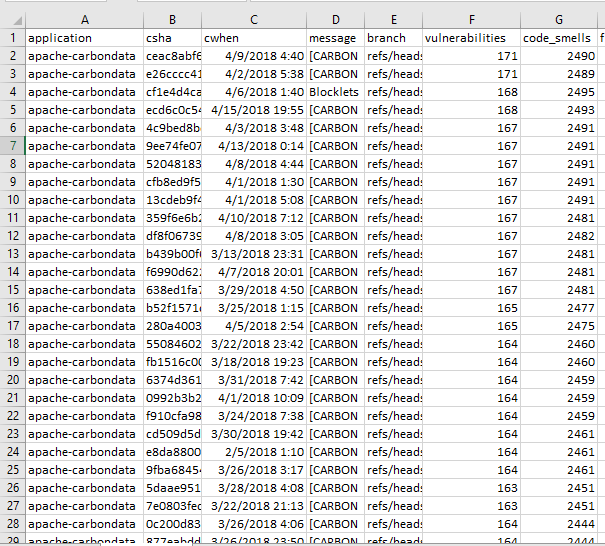 A B C D E F G
1 application csha cwhen message branch vulnerabilities code_smells f
2 apache-carbondata ceac8abf6 4/9/2018 4:40 [CARBON refs/heads 171 2490
3 apache-carbondata e26cccc41 4/2/2018 5:38 [CARBON refs/heads 171 2489
4 apache-carbondata cf1e4d4ca 4/6/2018 1:40 Blocklets refs/heads 168 2495
5 apache-carbondata ecd6c0c54 4/15/2018 19:55 [CARBON refs/heads 168 2493
6 apache-carbondata 4c9bed8b 4/3/2018 3:48 [CARBON refs/heads 167 2491
7 apache-carbondata 9ee74fe07 4/13/2018 0:14 [CARBON refs/heads 167 2491
8 apache-carbondata 52048183 4/8/2018 4:44 [CARBON refs/heads 167 2491
9 apache-carbondata cfb8ed9f5 4/1/2018 1:30 [CARBON refs/heads 167 2491
10 apache-carbondata 13cdeb9f4 4/1/2018 5:08 [CARBON refs/heads 167 2491
11 apache-carbondata 359f6e6b2 4/10/2018 7:12 [CARBON refs/heads 167 2481
12 apache-carbondata df8f06739 4/8/2018 3:05 [CARBON refs/heads 167 2482
13 apache-carbondata b439b00f 3/13/2018 23:31 [CARBON refs/heads 167 2481
14 apache-carbondata f6990d62 4/7/2018 20:01 [CARBON refs/heads 167 2481
15 apache-carbondata 638ed1fa7 3/29/2018 4:50 [CARBON refs/heads 167 2481
16 apache-carbondata b52f1571 3/25/2018 1:15 [CARBON refs/heads 165 2477
17 apache-carbondata 280a4003 4/5/2018 2:54 [CARBON refs/heads 165 2475
18 apache-carbondata 55084602 3/22/2018 23:42 [CARBON refs/heads 164 2460
19 apache-carbondata fb1516c00 3/18/2018 19:23 [CARBON refs/heads 164 2460
20 apache-carbondata 6374d361 3/31/2018 7:42 [CARBON refs/heads 164 2459
21 apache-carbondata 0992b3b2 4/1/2018 10:09 [CARBON refs/heads 164 2459
22 apache-carbondata f910cfa98 3/24/2018 7:38 [CARBON refs/heads 164 2459
23 apache-carbondata cd509d5d 3/30/2018 19:42 [CARBON refs/heads 164 2461
24 apache-carbondata e8da8800 2/5/2018 1:10 [CARBON refs/heads 164 2461
25 apache-carbondata 9fba6845 3/26/2018 3:17 [CARBON refs/heads 164 2461
26 apache-carbondata 5daae951 3/28/2018 4:08 [CARBON refs/heads 163 2451
27 apache-carbondata 7e0803fe 3/22/2018 21:13 [CARBON refs/heads 163 2451
28 apache-carbondata 0c200d83 3/26/2018 4:06 [CARBON refs/heads 164 2444
29 apache-carbondata 877eabdd 3/26/2018 23:50 [CARBON refs/heads 164 2444